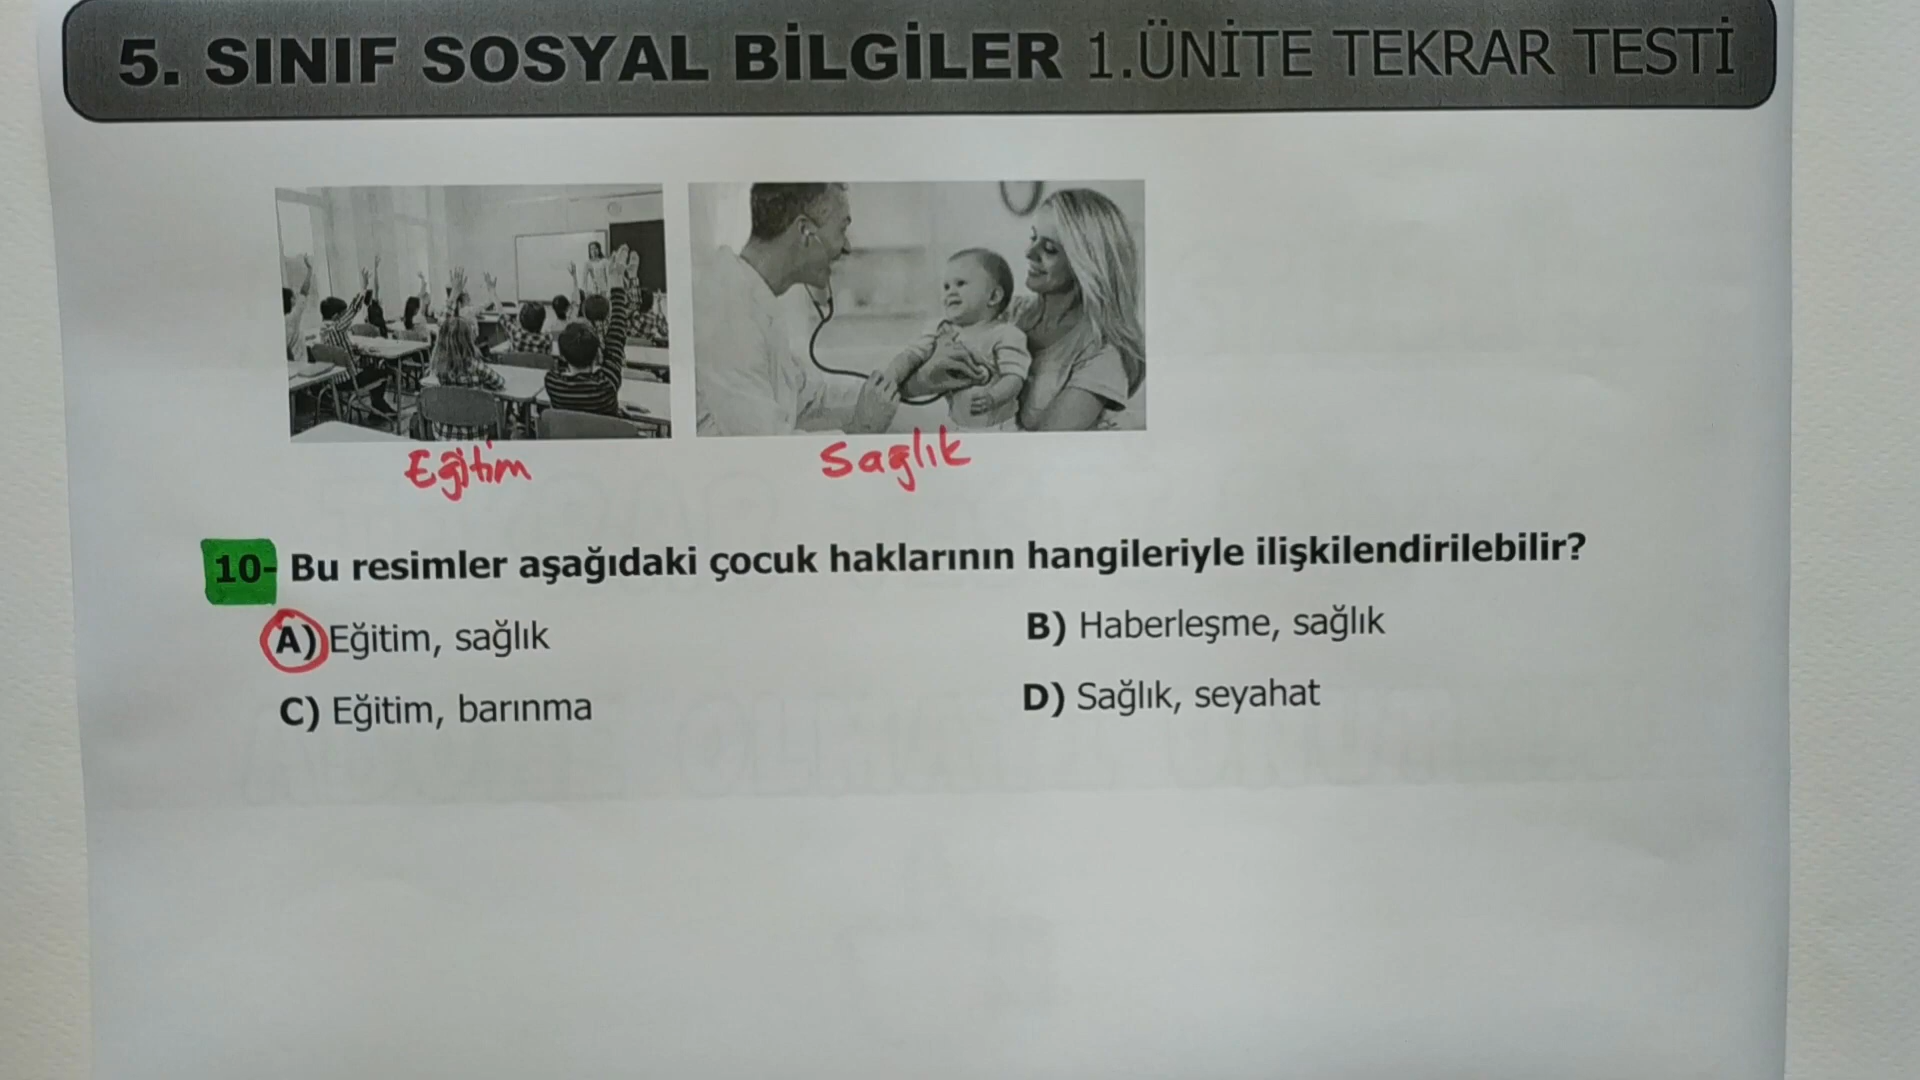 5. SINIF SOSYAL BİLGİLER 1.ÜNİTE TEKRAR TESTİ
Eğitim
Sağlık
10- Bu resimler aşağıdaki çocuk haklarının hangileriyle ilişkilendirilebilir?
A) Eğitim, sağlık
B) Haberleşme, sağlık
C) Eğitim, barınma
D) Sağlık, seyahat